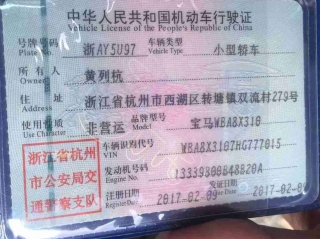 中华人民共和国机动车行驶证
Vehicle License of the People's Republic of China
号牌号码 浙AY5U97 车辆类型 小型轿车
Plate No. Vehicle Type
所有人 黄列杭
Owner
住址 浙江省杭州市西湖区转塘镇双流村279号
Address
使用性质 非营运 品牌型号 宝马WBA8X310
Use Character Model
浙江省杭州市公安局交通警察支队
车辆识别代号 WBA8X3107HG777015
VIN
发动机号码 13339300B48B20A
Engine No.
注册日期 2017-02-09 发证日期 2017-02-09
Register Date Issue Date